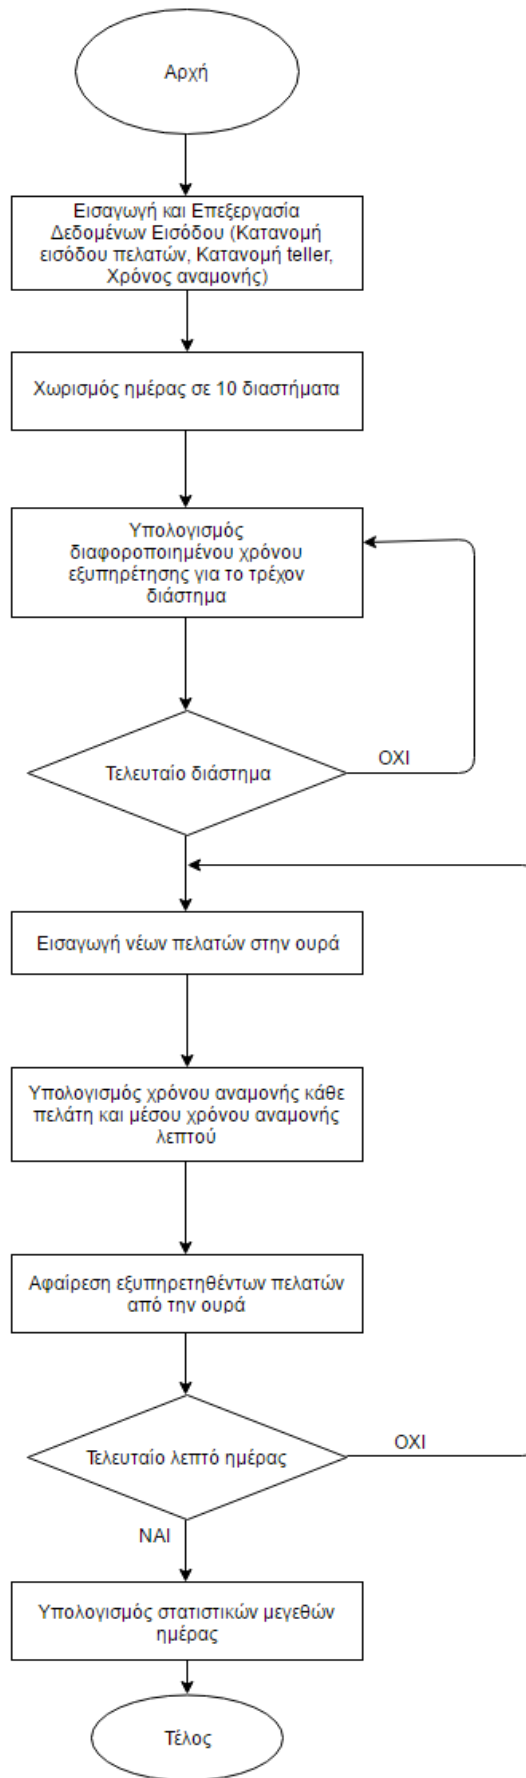 Αρχή
Εισαγωγή και Επεξεργασία
Δεδομένων Εισόδου (Κατανομή
εισόδου πελατών, Κατανομή teller,
Χρόνος αναμονής)
Χωρισμός ημέρας σε 10 διαστήματα
Υπολογισμός
διαφοροποιημένου χρόνου
εξυπηρέτησης για το τρέχον
διάστημα
Τελευταίο διάστημα
ΟΧΙ
Εισαγωγή νέων πελατών στην ουρά
Υπολογισμός χρόνου αναμονής κάθε
πελάτη και μέσου χρόνου αναμονής
λεπτού
Αφαίρεση εξυπηρετηθέντων πελατών
από την ουρά
Τελευταίο λεπτό ημέρας
ΟΧΙ
ΝΑΙ
Υπολογισμός στατιστικών μεγεθών
ημέρας
Τέλος